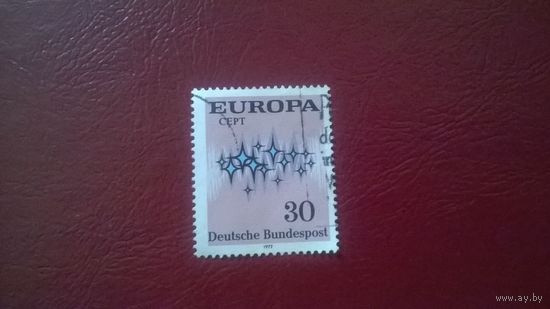 EUROPA
CEPT
30
Deutsche Bundespost
1972
© www.ay.by